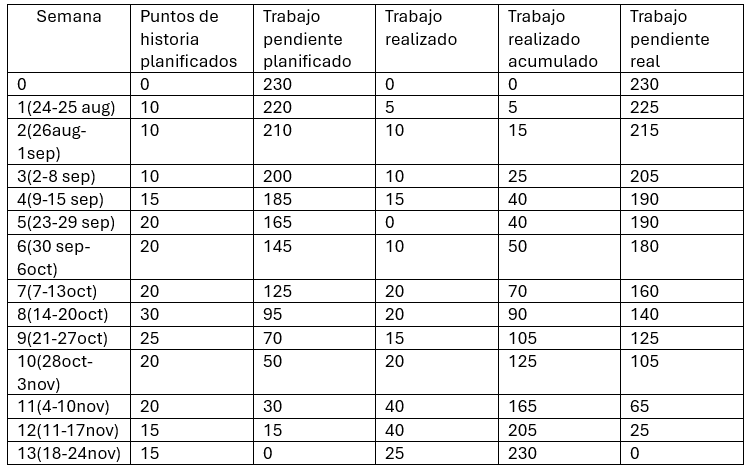 Semana | Puntos de historia planificados | Trabajo pendiente planificado | Trabajo realizado | Trabajo realizado acumulado | Trabajo pendiente real
0 | 0 | 230 | 0 | 0 | 230
1(24-25 aug) | 10 | 220 | 5 | 5 | 225
2(26aug-1sep) | 10 | 210 | 10 | 15 | 215
3(2-8 sep) | 10 | 200 | 10 | 25 | 205
4(9-15 sep) | 15 | 185 | 15 | 40 | 190
5(23-29 sep) | 20 | 165 | 0 | 40 | 190
6(30 sep-6oct) | 20 | 145 | 10 | 50 | 180
7(7-13oct) | 20 | 125 | 20 | 70 | 160
8(14-20oct) | 30 | 95 | 20 | 90 | 140
9(21-27oct) | 25 | 70 | 15 | 105 | 125
10(28oct-3nov) | 20 | 50 | 20 | 125 | 105
11(4-10nov) | 20 | 30 | 40 | 165 | 65
12(11-17nov) | 15 | 15 | 40 | 205 | 25
13(18-24nov) | 15 | 0 | 25 | 230 | 0